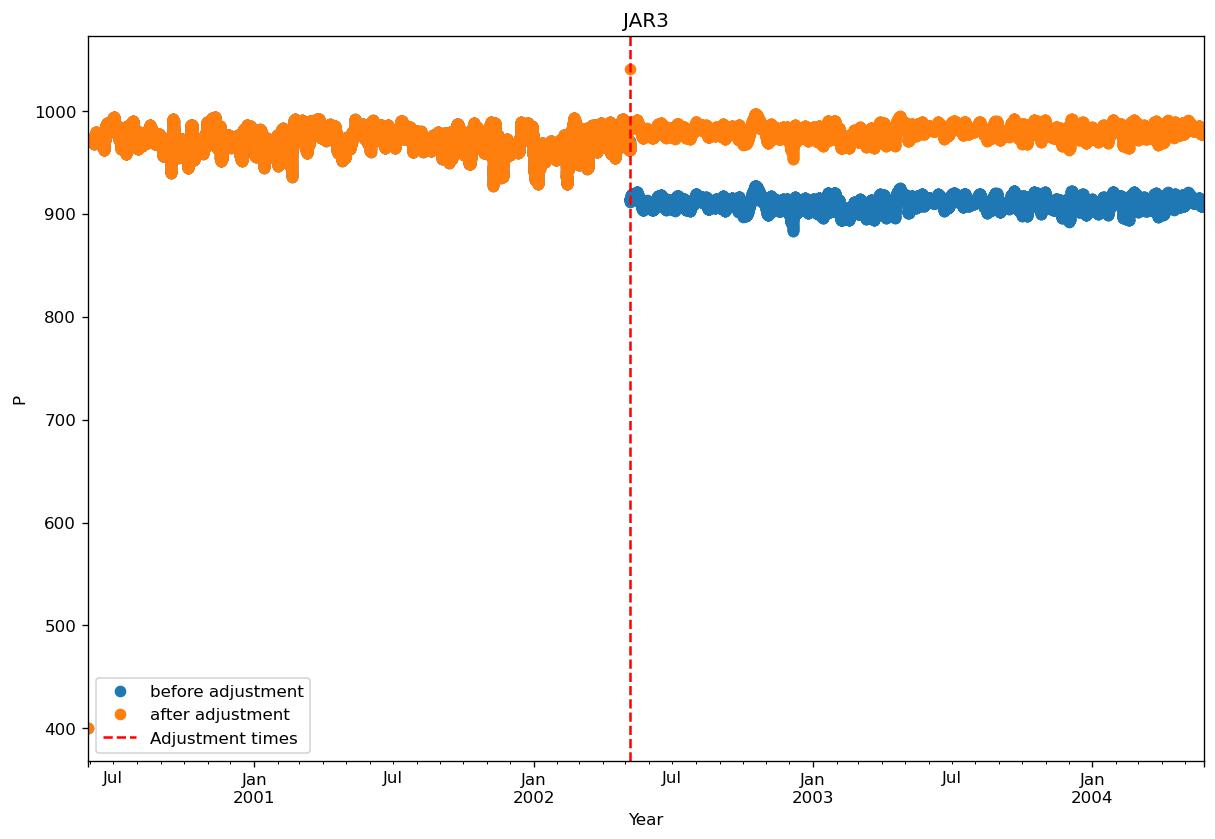 JAR3
1000
900
800
700
600
500
400
P
before adjustment
after adjustment
Adjustment times
Jul
Jan
2001
Jul
Jan
2002
Jul
Jan
2003
Jul
Jan
2004
Year